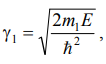 γ₁ = √(2m₁E / ħ²) ,